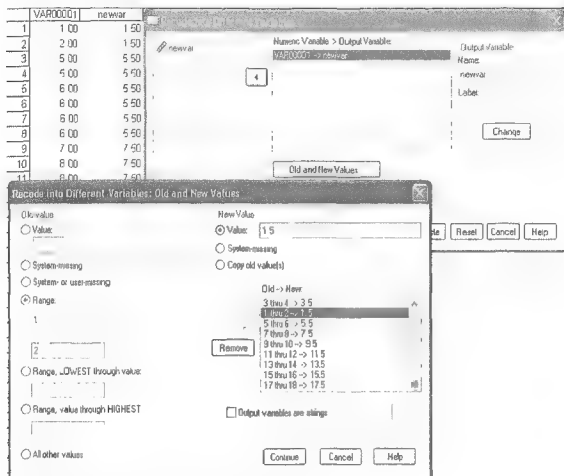 VAR00001 newvar
1 1 00 1 50
2 2 00 1 50
3 5 00 5 50
4 5 00 5 50
5 6 00 5 50
6 6 00 5 50
7 6 00 5 50
8 6 00 5 50
9 7 00 7 50
10 8 00 7 50
11 8 00 7 50
newvar
Numeric Variable > Output Variable:
VAR00001 -> newvar
Output Variable
Name:
newvar
Label:
Change
Old and New Values
Reset Cancel Help
Recode into Different Variables: Old and New Values
Old value
Value:
System-missing
System- or user-missing
Range:
1
2
Range, LOWEST through value:
Range, value through HIGHEST
All other values
New Value
Value: 1 5
System-missing
Copy old value(s)
Old -> New:
3 thru 4 -> 3 5
1 thru 2 -> 1.5
5 thru 6 -> 5 5
7 thru 8 -> 7 5
9 thru 10 -> 9 5
11 thru 12 -> 11 5
13 thru 14 -> 13.5
15 thru 16 -> 15.5
17 thru 18 -> 17.5
Remove
Output variables are strings
Continue Cancel Help